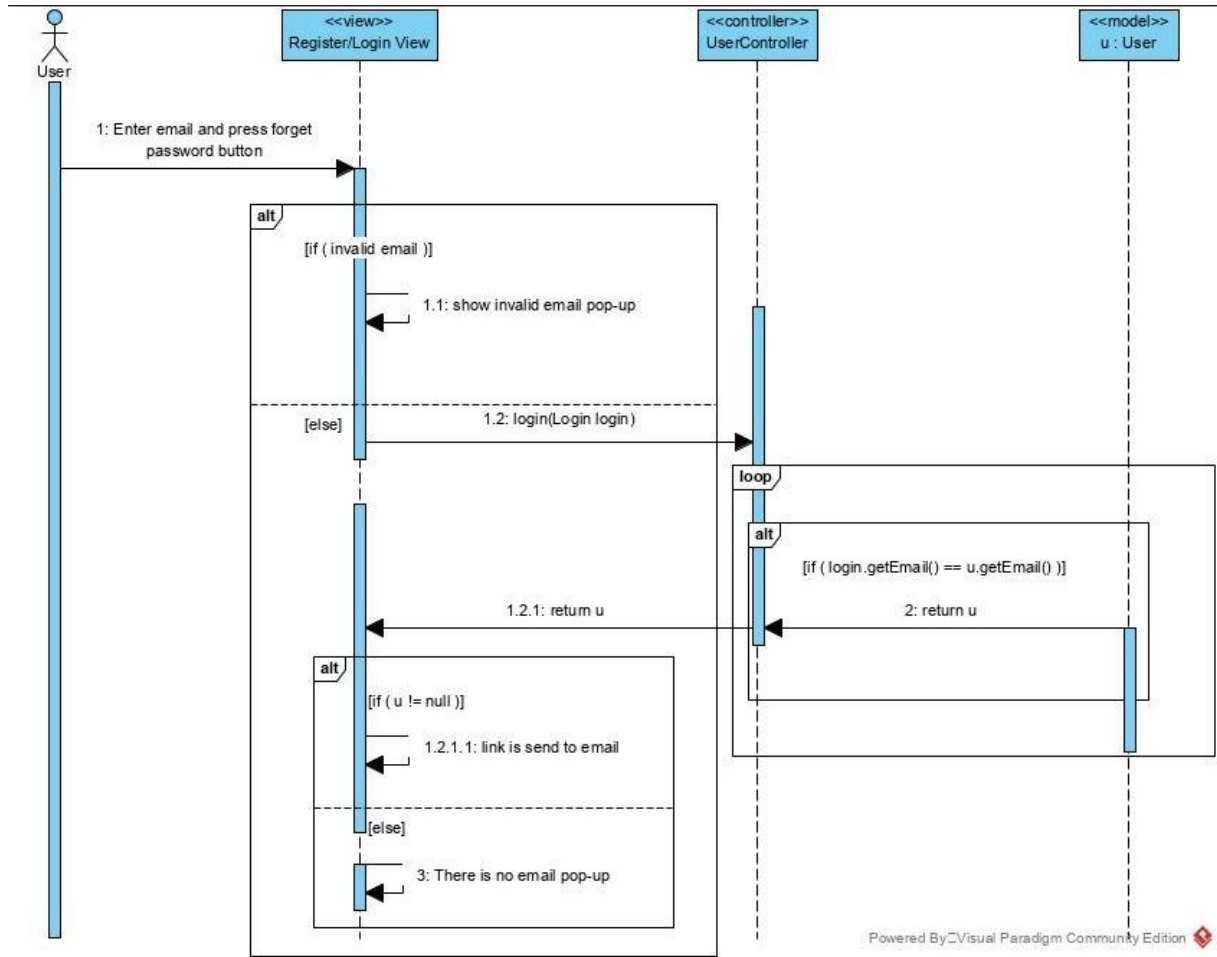 <<view>>
Register/Login View
<<controller>>
UserController
<<model>>
u : User
User
1: Enter email and press forget
password button
alt
[if ( invalid email )]
1.1: show invalid email pop-up
[else]
1.2: login(Login login)
loop
alt
[if ( login.getEmail() == u.getEmail() )]
1.2.1: return u
2: return u
alt
[if ( u != null )]
1.2.1.1: link is send to email
[else]
3: There is no email pop-up
Powered By Visual Paradigm Community Edition